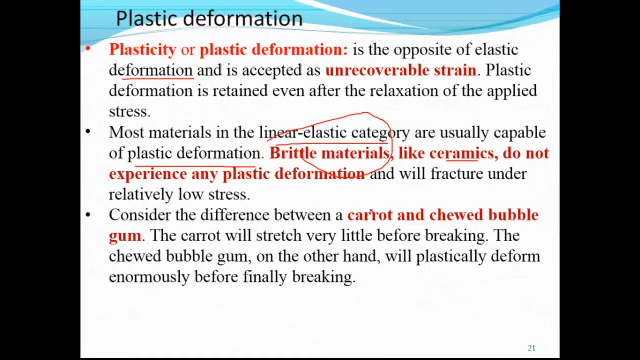 Plastic deformation
• Plasticity or plastic deformation: is the opposite of elastic
deformation and is accepted as unrecoverable strain. Plastic
deformation is retained even after the relaxation of the applied
stress.
• Most materials in the linear-elastic category are usually capable
of plastic deformation. Brittle materials, like ceramics, do not
experience any plastic deformation and will fracture under
relatively low stress.
• Consider the difference between a carrot and chewed bubble
gum. The carrot will stretch very little before breaking. The
chewed bubble gum, on the other hand, will plastically deform
enormously before finally breaking.
21